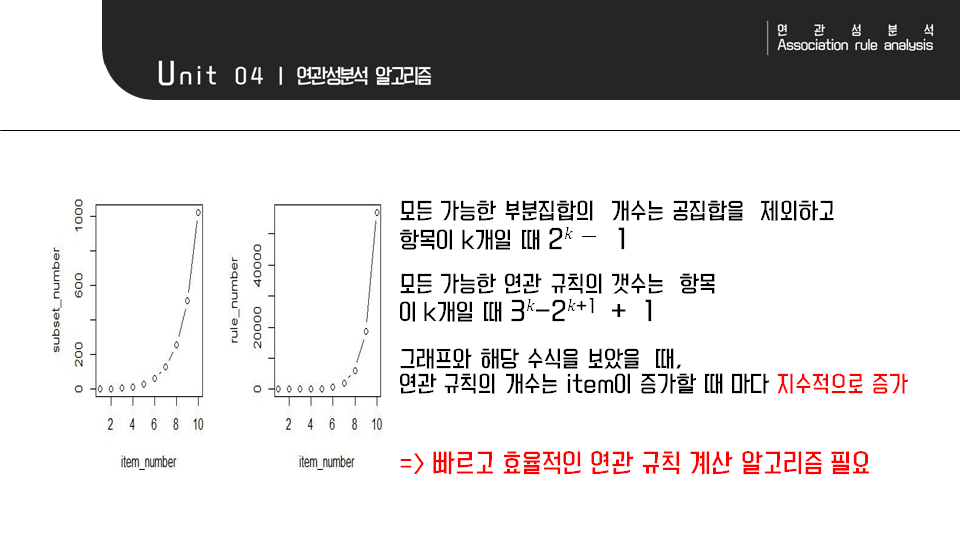 연 관 성 분 석
Association rule analysis
Unit 04 | 연관성분석 알고리즘
모든 가능한 부분집합의 개수는 공집합을 제외하고
항목이 k개일 때 2ᵏ − 1
모든 가능한 연관 규칙의 갯수는 항목
이 k개일 때 3ᵏ−2ᵏ⁺¹ + 1
그래프와 해당 수식을 보았을 때,
연관 규칙의 개수는 item이 증가할 때 마다 지수적으로 증가
=> 빠르고 효율적인 연관 규칙 계산 알고리즘 필요
subset_number
0 200 600 1000
2 4 6 8 10
item_number
rule_number
0 20000 40000
2 4 6 8 10
item_number